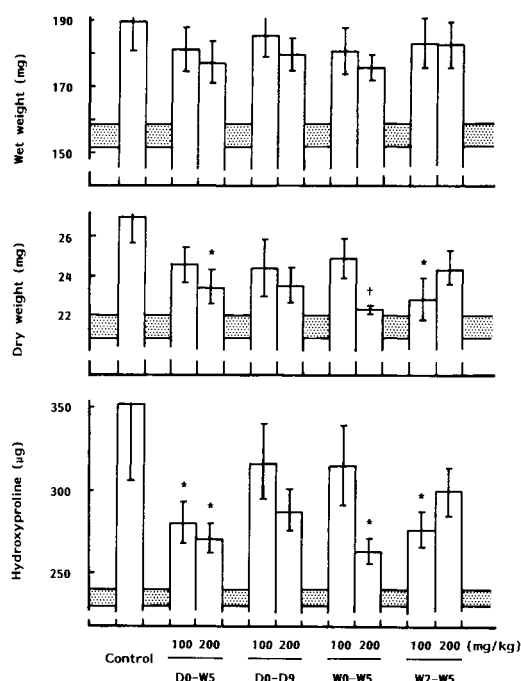 Wet weight (mg)
190
170
150
Dry weight (mg)
26
24
22
*
†
*
Hydroxyproline (µg)
350
300
250
*
*
*
*
100 200 100 200 100 200 100 200 (mg/kg)
Control
D0-W5 D0-D9 W0-W5 W2-W5